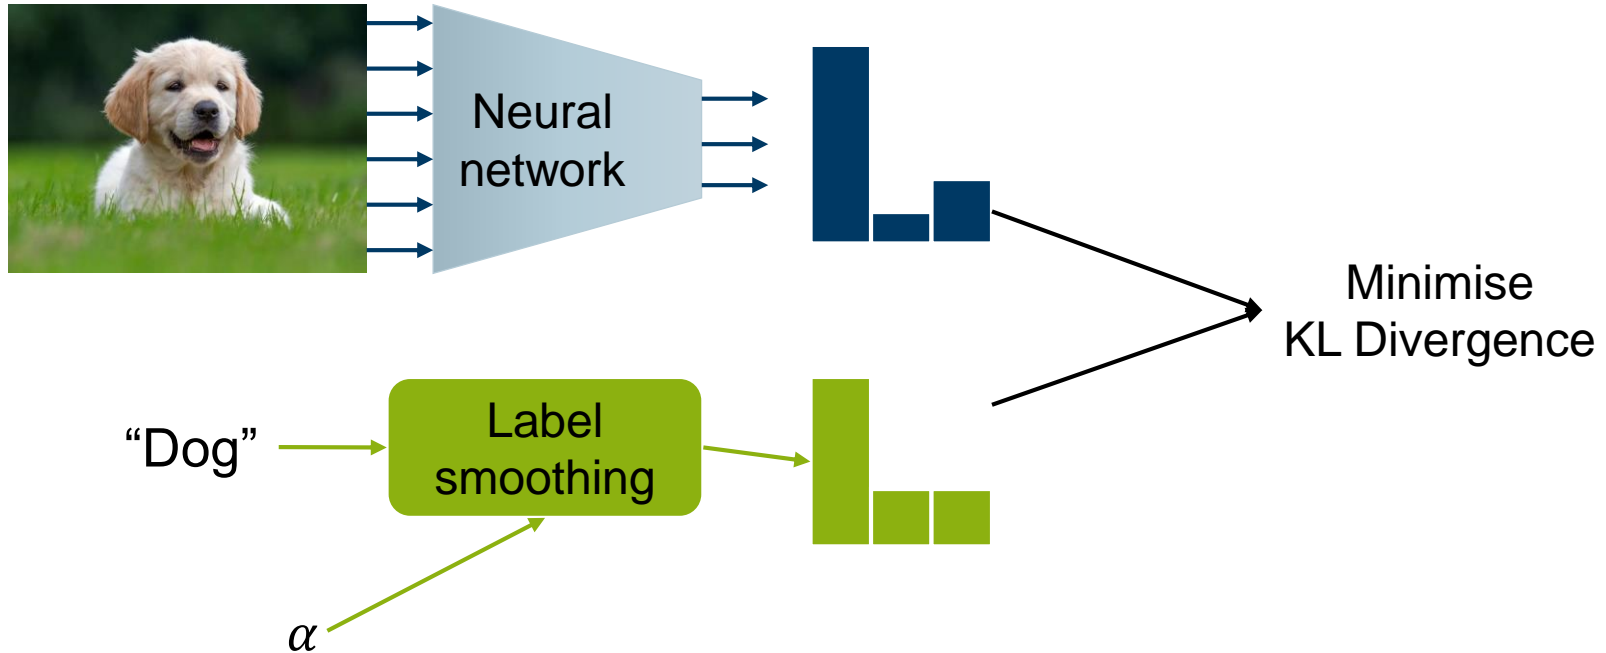 Neural
network
Minimise
KL Divergence
“Dog”
Label
smoothing
α